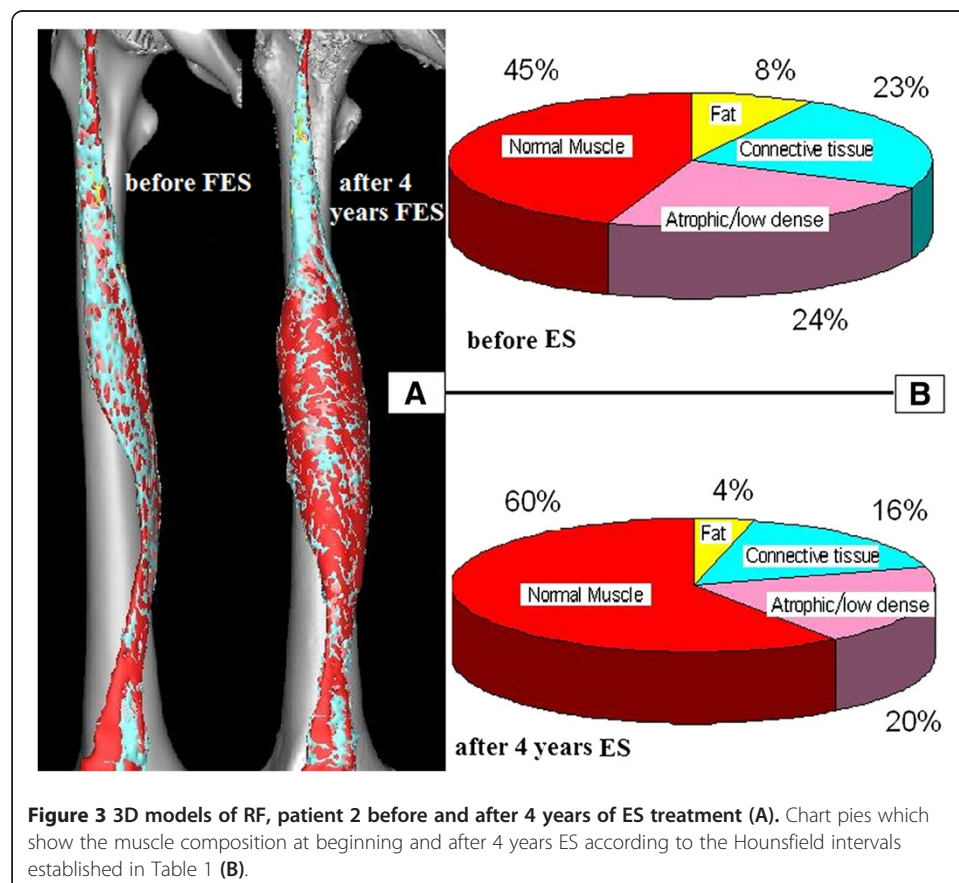 before FES
after 4
years FES
A
45%
8%
23%
Normal Muscle
Fat
Connective tissue
Atrophic/low dense
24%
before ES
B
60%
4%
16%
Fat
Connective tissue
Normal Muscle
Atrophic/low dense
20%
after 4 years ES
Figure 3 3D models of RF, patient 2 before and after 4 years of ES treatment (A). Chart pies which
show the muscle composition at beginning and after 4 years ES according to the Hounsfield intervals
established in Table 1 (B).